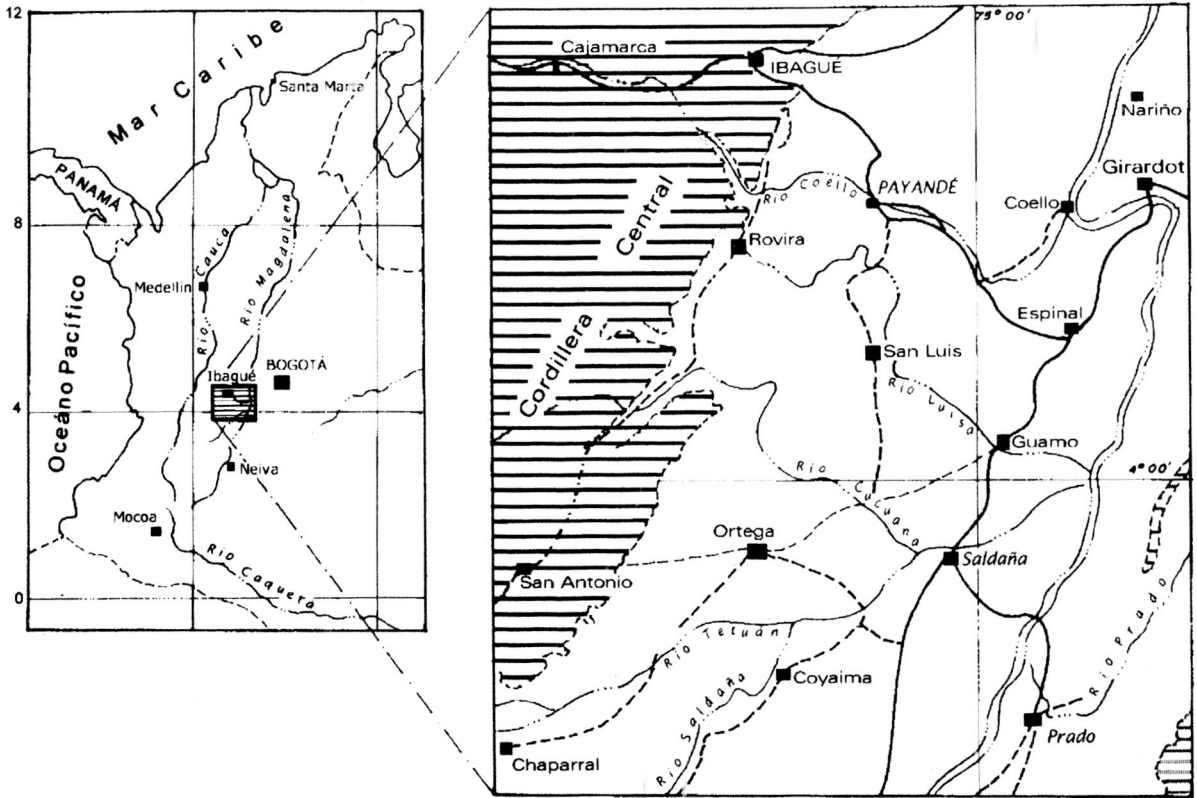 12
8
4
0
Mar Caribe
Santa Marta
PANAMÁ
Río Cauca
Río Magdalena
Medellín
Océano Pacífico
Ibagué
BOGOTÁ
Neiva
Mocoa
Río Caquera
75° 00'
Cajamarca
IBAGUÉ
Nariño
Girardot
Río Coello
PAYANDÉ
Coello
Cordillera Central
Rovira
Espinal
San Luis
Río Luisa
Guamo
4° 00'
Río Cucuana
Ortega
Saldaña
San Antonio
Río Tetuán
Río Prado
Coyaima
Río Saldaña
Prado
Chaparral